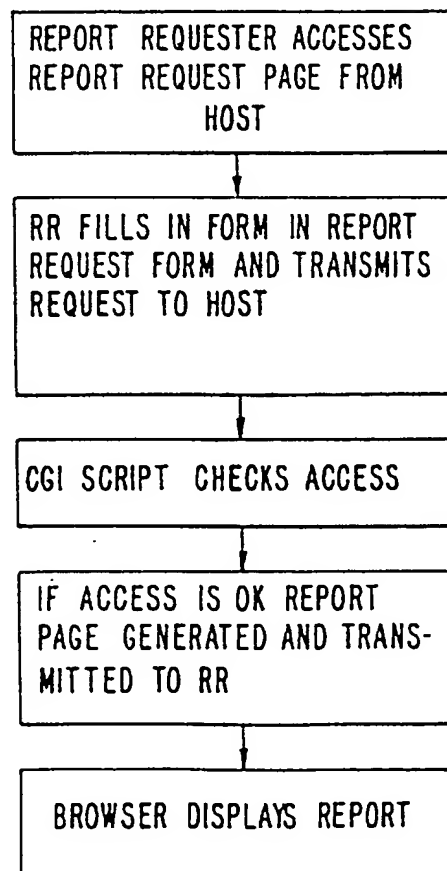 REPORT REQUESTER ACCESSES
REPORT REQUEST PAGE FROM
HOST
RR FILLS IN FORM IN REPORT
REQUEST FORM AND TRANSMITS
REQUEST TO HOST
CGI SCRIPT CHECKS ACCESS
IF ACCESS IS OK REPORT
PAGE GENERATED AND TRANS-
MITTED TO RR
BROWSER DISPLAYS REPORT